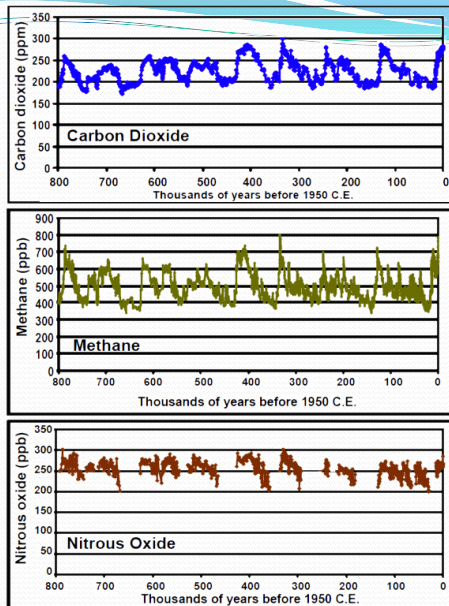 Carbon dioxide (ppm)
350
300
250
200
150
100
50
0
Carbon Dioxide
800 700 600 500 400 300 200 100 0
Thousands of years before 1950 C.E.
Methane (ppb)
900
800
700
600
500
400
300
200
100
0
Methane
800 700 600 500 400 300 200 100 0
Thousands of years before 1950 C.E.
Nitrous oxide (ppb)
350
300
250
200
150
100
50
0
Nitrous Oxide
800 700 600 500 400 300 200 100 0
Thousands of years before 1950 C.E.